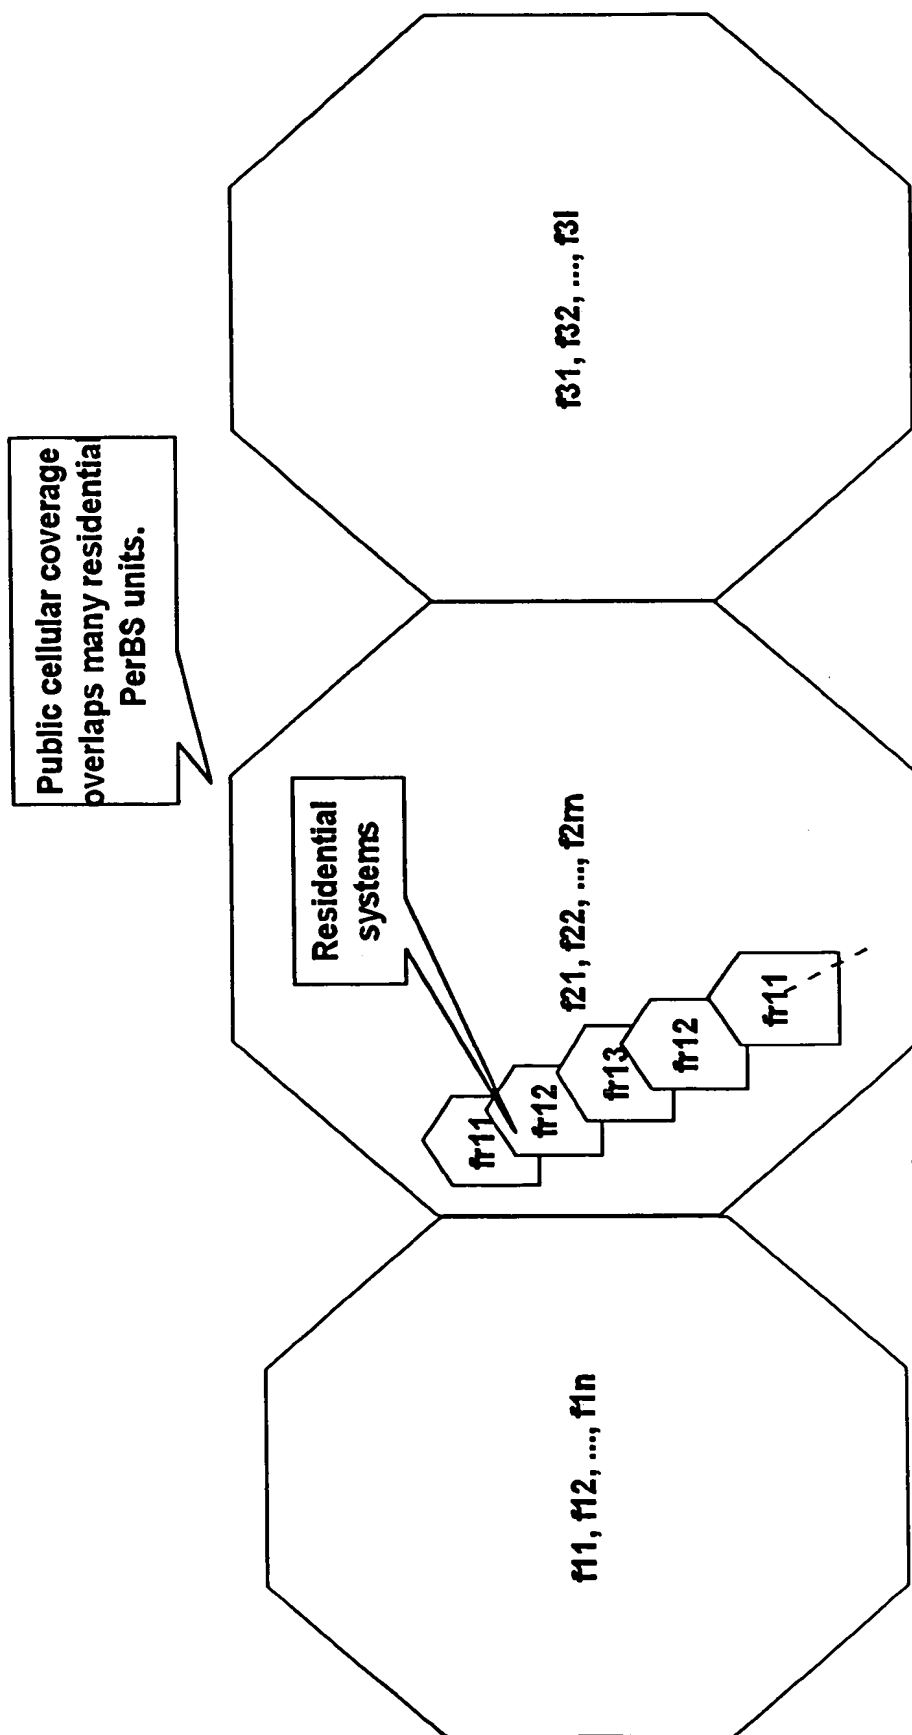 Public cellular coverage
overlaps many residential
PerBS units.
Residential
systems
f11, f12, ..., f1n
fr11
fr12
fr13
fr12
fr11
f21, f22, ..., f2m
f31, f32, ..., f3l